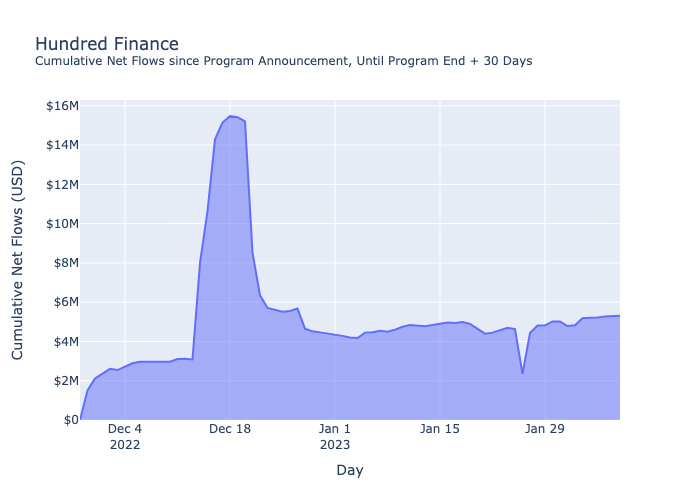 Hundred Finance
Cumulative Net Flows since Program Announcement, Until Program End + 30 Days
Cumulative Net Flows (USD)
$16M
$14M
$12M
$10M
$8M
$6M
$4M
$2M
$0
Dec 4
2022
Dec 18
Jan 1
2023
Jan 15
Jan 29
Day